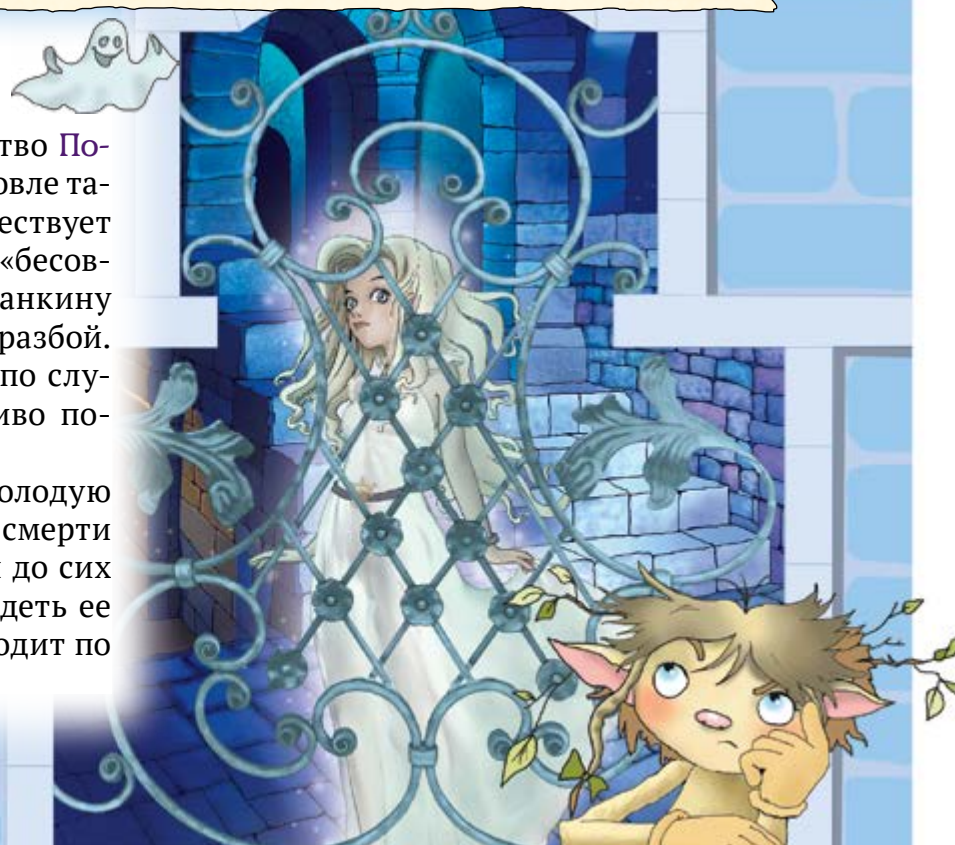 тво По-
овле та-
ествует
«бесов-
анкину
разбой.
по слу-
иво по-
олодую
смерти
до сих
деть ее
одит по